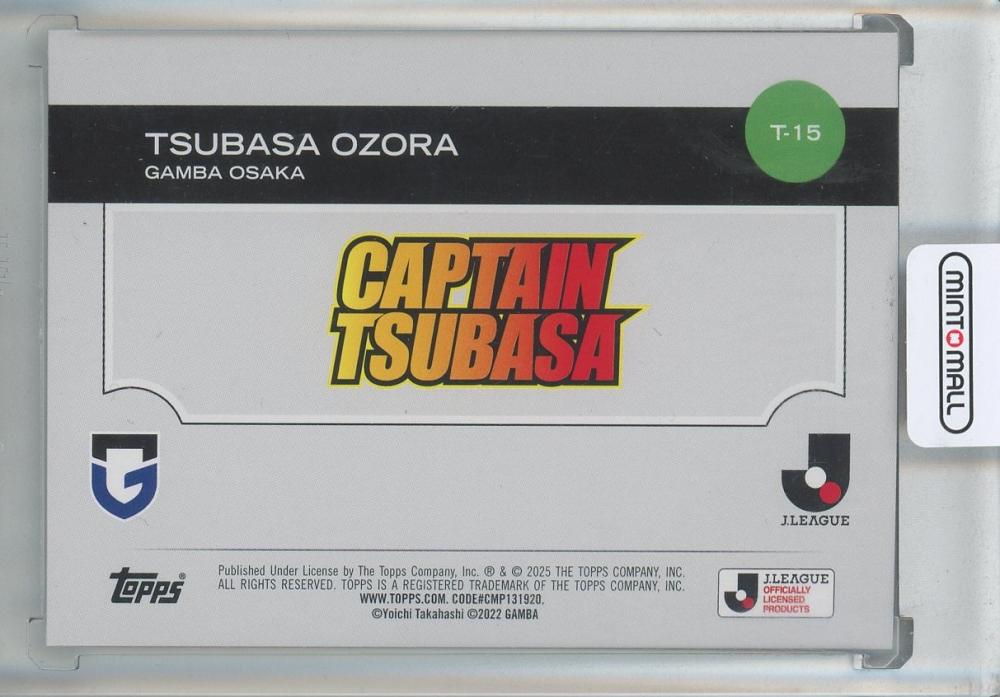 TSUBASA OZORA
GAMBA OSAKA
T-15
CAPTAIN
TSUBASA
MINTOMALL
J.LEAGUE
TOPPS®
Published Under License by The Topps Company, Inc. ® & © 2025 THE TOPPS COMPANY, INC.
ALL RIGHTS RESERVED. TOPPS IS A REGISTERED TRADEMARK OF THE TOPPS COMPANY, INC.
WWW.TOPPS.COM. CODE#CMP131920.
©Yoichi Takahashi ©2022 GAMBA
J.LEAGUE
OFFICIALLY
LICENSED
PRODUCTS